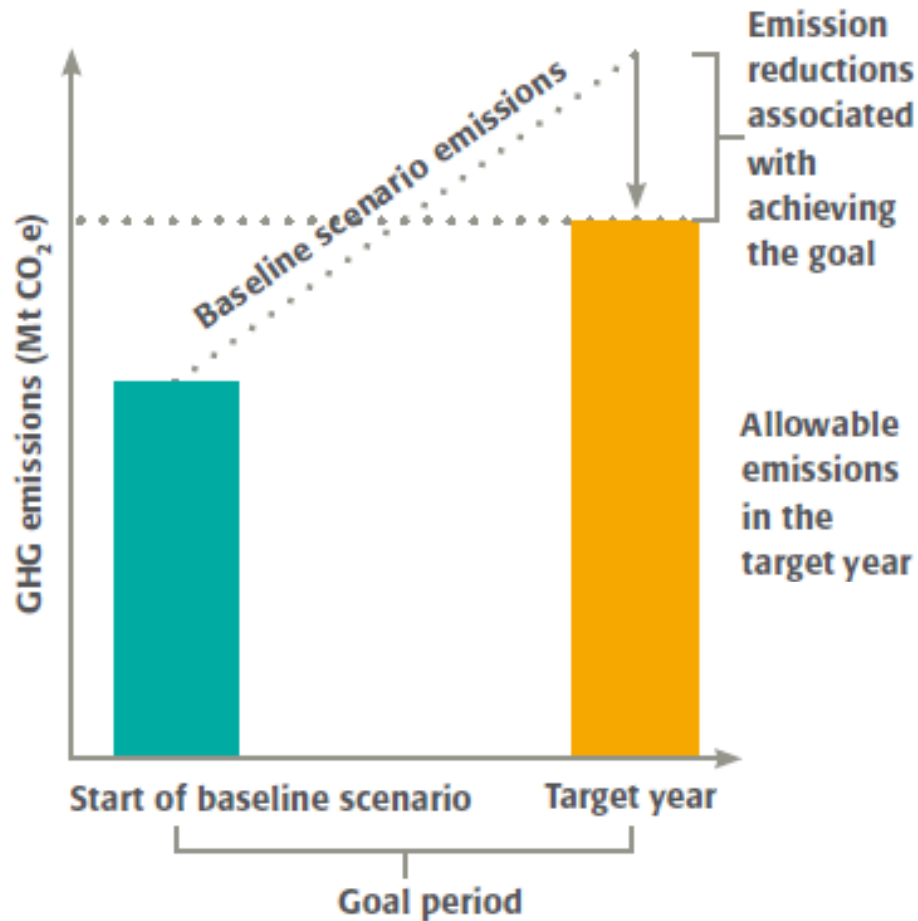 Emission
reductions
associated
with
achieving
the goal
Baseline scenario emissions
GHG emissions (Mt CO₂e)
Allowable
emissions
in the
target year
Start of baseline scenario
Target year
Goal period